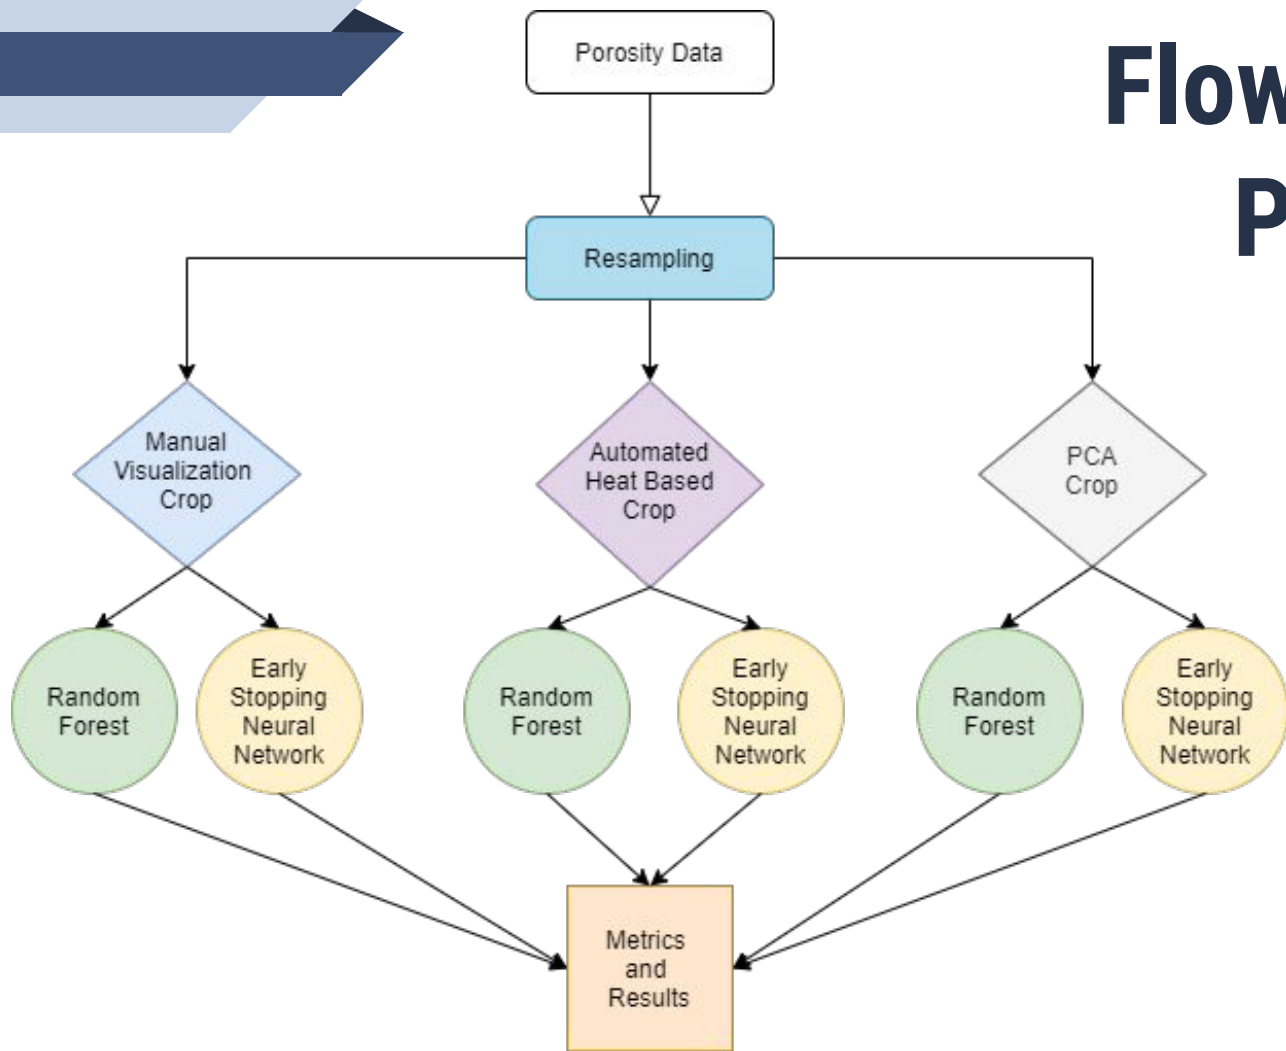 Porosity Data
Flow
P
Resampling
Manual
Visualization
Crop
Automated
Heat Based
Crop
PCA
Crop
Random
Forest
Early
Stopping
Neural
Network
Random
Forest
Early
Stopping
Neural
Network
Random
Forest
Early
Stopping
Neural
Network
Metrics
and
Results